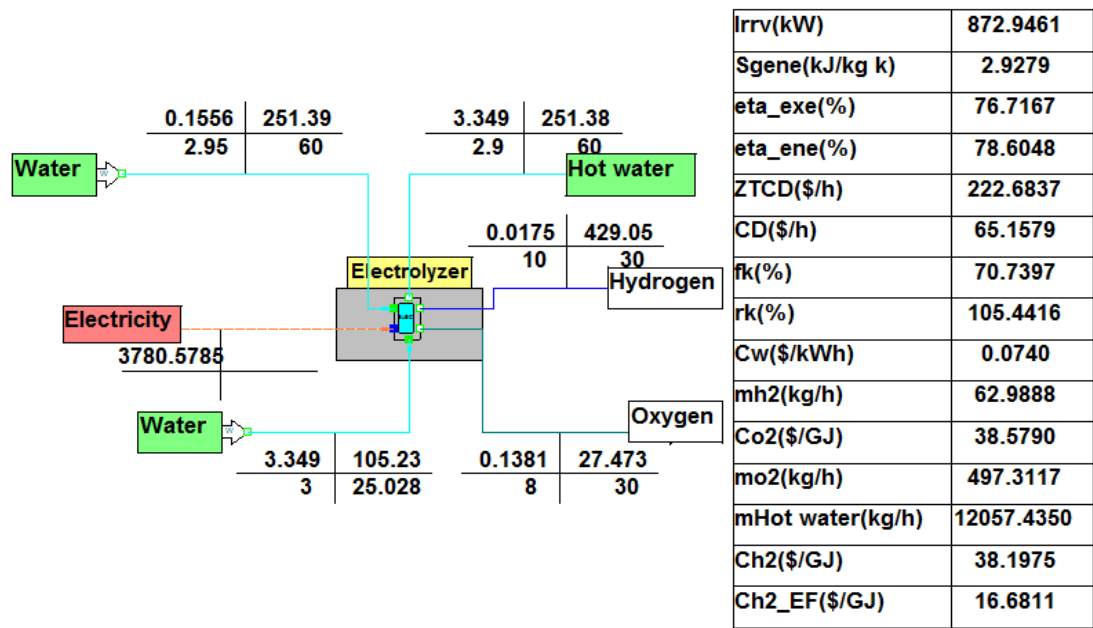 0.1556 251.39
2.95 60
Water
3.349 251.38
2.9 60
Hot water
0.0175 429.05
10 30
Hydrogen
Electrolyzer
Electricity
3780.5785
Water
3.349 105.23
3 25.028
Oxygen
0.1381 27.473
8 30
Irrv(kW) 872.9461
Sgene(kJ/kg k) 2.9279
eta_exe(%) 76.7167
eta_ene(%) 78.6048
ZTCD($/h) 222.6837
CD($/h) 65.1579
fk(%) 70.7397
rk(%) 105.4416
Cw($/kWh) 0.0740
mh2(kg/h) 62.9888
Co2($/GJ) 38.5790
mo2(kg/h) 497.3117
mHot water(kg/h) 12057.4350
Ch2($/GJ) 38.1975
Ch2_EF($/GJ) 16.6811